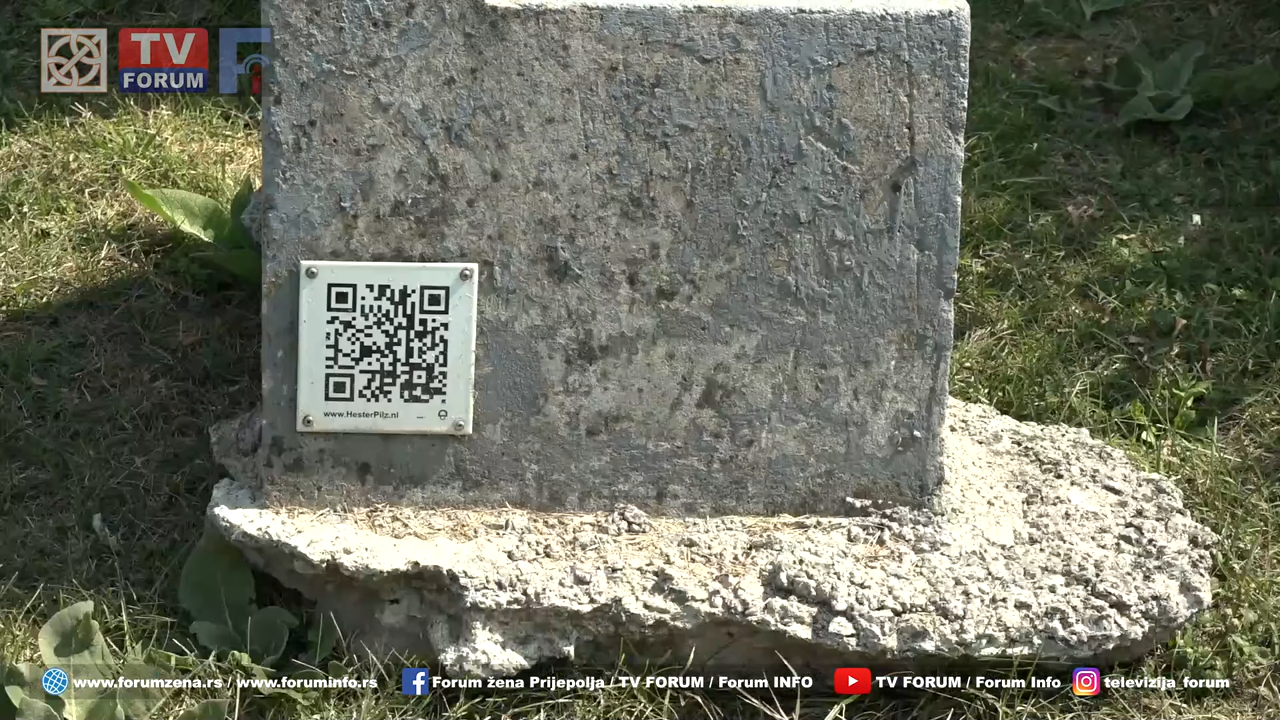 TV
FORUM
www.HesterPilz.nl
www.forumzena.rs / www.foruminfo.rs
Forum žena Prijepolja / TV FORUM / Forum INFO
TV FORUM / Forum Info
televizija_forum